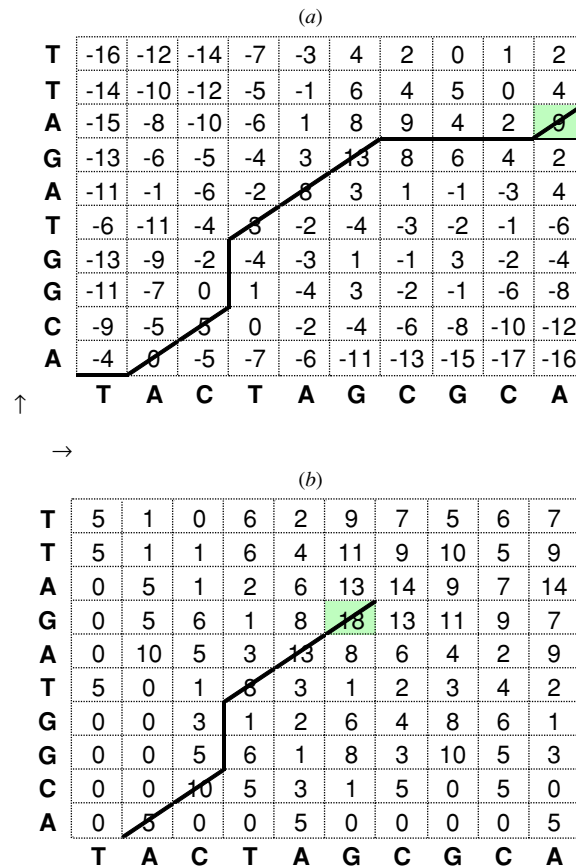 (a)
T -16 -12 -14 -7 -3 4 2 0 1 2
T -14 -10 -12 -5 -1 6 4 5 0 4
A -15 -8 -10 -6 1 8 9 4 2 9
G -13 -6 -5 -4 3 13 8 6 4 2
A -11 -1 -6 -2 8 3 1 -1 -3 4
T -6 -11 -4 3 -2 -4 -3 -2 -1 -6
G -13 -9 -2 -4 -3 1 -1 3 -2 -4
G -11 -7 0 1 -4 3 -2 -1 -6 -8
C -9 -5 5 0 -2 -4 -6 -8 -10 -12
A -4 0 -5 -7 -6 -11 -13 -15 -17 -16
T A C T A G C G C A
↑
→
(b)
T 5 1 0 6 2 9 7 5 6 7
T 5 1 1 6 4 11 9 10 5 9
A 0 5 1 2 6 13 14 9 7 14
G 0 5 6 1 8 18 13 11 9 7
A 0 10 5 3 13 8 6 4 2 9
T 5 0 1 8 3 1 2 3 4 2
G 0 0 3 1 2 6 4 8 6 1
G 0 0 5 6 1 8 3 10 5 3
C 0 0 10 5 3 1 5 0 5 0
A 0 5 0 0 5 0 0 0 0 5
T A C T A G C G C A